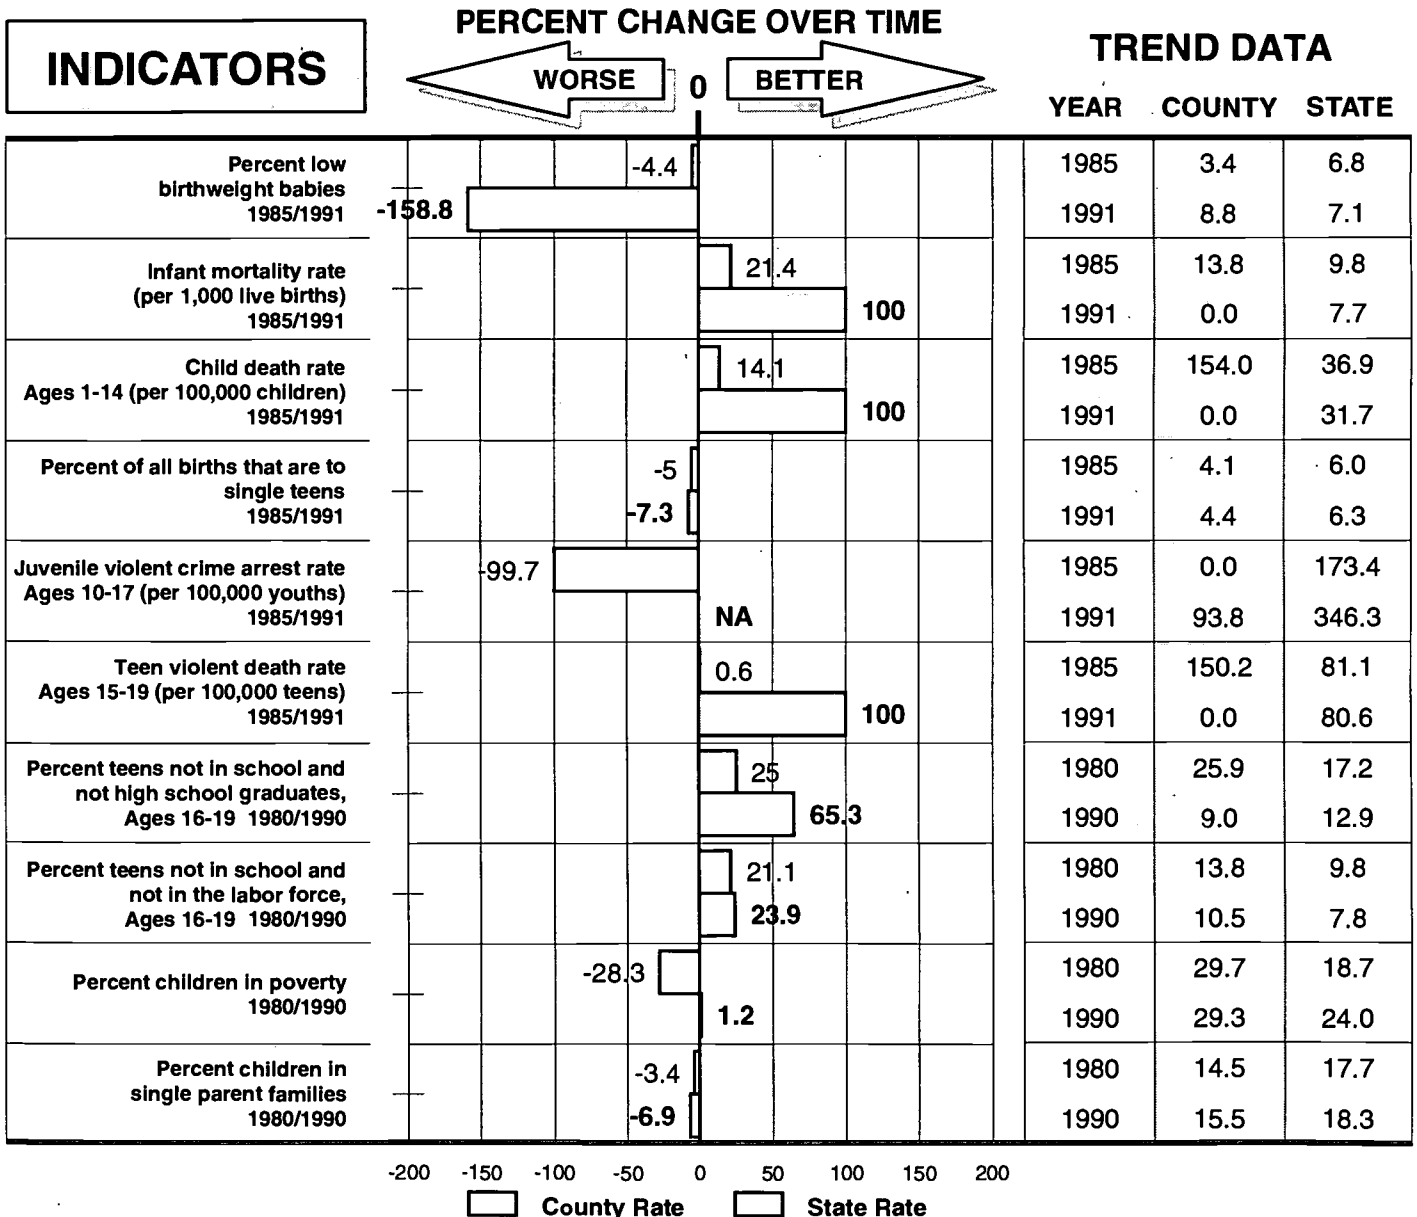 PERCENT CHANGE OVER TIME
INDICATORS
WORSE
0
BETTER
TREND DATA
YEAR COUNTY STATE
Percent low
birthweight babies
1985/1991
-4.4
-158.8
1985 3.4 6.8
1991 8.8 7.1
Infant mortality rate
(per 1,000 live births)
1985/1991
21.4
100
1985 13.8 9.8
1991 0.0 7.7
Child death rate
Ages 1-14 (per 100,000 children)
1985/1991
14.1
100
1985 154.0 36.9
1991 0.0 31.7
Percent of all births that are to
single teens
1985/1991
-5
-7.3
1985 4.1 6.0
1991 4.4 6.3
Juvenile violent crime arrest rate
Ages 10-17 (per 100,000 youths)
1985/1991
-99.7
NA
1985 0.0 173.4
1991 93.8 346.3
Teen violent death rate
Ages 15-19 (per 100,000 teens)
1985/1991
0.6
100
1985 150.2 81.1
1991 0.0 80.6
Percent teens not in school and
not high school graduates,
Ages 16-19 1980/1990
25
65.3
1980 25.9 17.2
1990 9.0 12.9
Percent teens not in school and
not in the labor force,
Ages 16-19 1980/1990
21.1
23.9
1980 13.8 9.8
1990 10.5 7.8
Percent children in poverty
1980/1990
-28.3
1.2
1980 29.7 18.7
1990 29.3 24.0
Percent children in
single parent families
1980/1990
-3.4
-6.9
1980 14.5 17.7
1990 15.5 18.3
-200 -150 -100 -50 0 50 100 150 200
County Rate State Rate